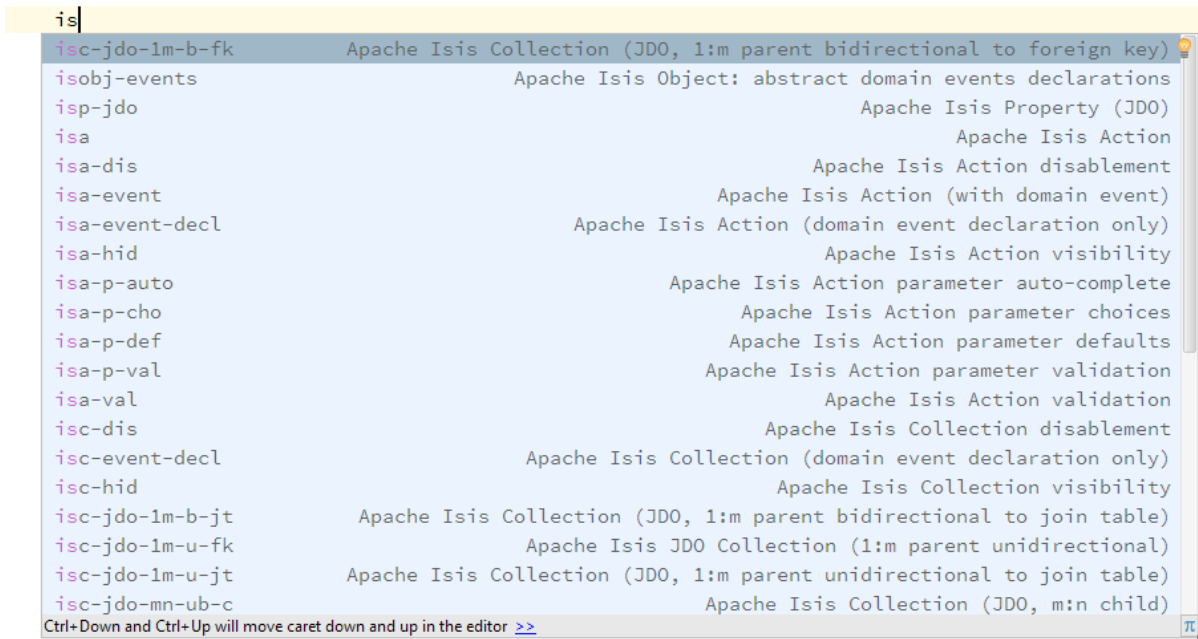 is
isc-jdo-1m-b-fk Apache Isis Collection (JDO, 1:m parent bidirectional to foreign key)
isobj-events Apache Isis Object: abstract domain events declarations
isp-jdo Apache Isis Property (JDO)
isa Apache Isis Action
isa-dis Apache Isis Action disablement
isa-event Apache Isis Action (with domain event)
isa-event-decl Apache Isis Action (domain event declaration only)
isa-hid Apache Isis Action visibility
isa-p-auto Apache Isis Action parameter auto-complete
isa-p-cho Apache Isis Action parameter choices
isa-p-def Apache Isis Action parameter defaults
isa-p-val Apache Isis Action parameter validation
isa-val Apache Isis Action validation
isc-dis Apache Isis Collection disablement
isc-event-decl Apache Isis Collection (domain event declaration only)
isc-hid Apache Isis Collection visibility
isc-jdo-1m-b-jt Apache Isis Collection (JDO, 1:m parent bidirectional to join table)
isc-jdo-1m-u-fk Apache Isis JDO Collection (1:m parent unidirectional)
isc-jdo-1m-u-jt Apache Isis Collection (JDO, 1:m parent unidirectional to join table)
isc-jdo-mn-ub-c Apache Isis Collection (JDO, m:n child)
Ctrl+Down and Ctrl+Up will move caret down and up in the editor >> π